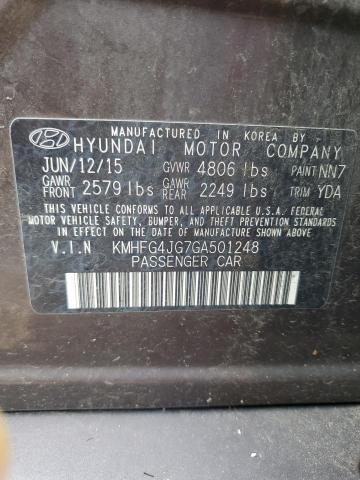 MANUFACTURED IN KOREA BY
HYUNDAI MOTOR COMPANY
JUN/12/15 GVWR 4806 lbs PAINT NN7
GAWR FRONT 2579 lbs GAWR REAR 2249 lbs TRIM YDA
THIS VEHICLE CONFORMS TO ALL APPLICABLE U.S. FEDERAL
MOTOR VEHICLE SAFETY, BUMPER, AND THEFT PREVENTION STANDARDS
IN EFFECT ON THE DATE OF MANUFACTURE SHOWN ABOVE.
V.I.N KMHFG4JG7GA501248
PASSENGER CAR